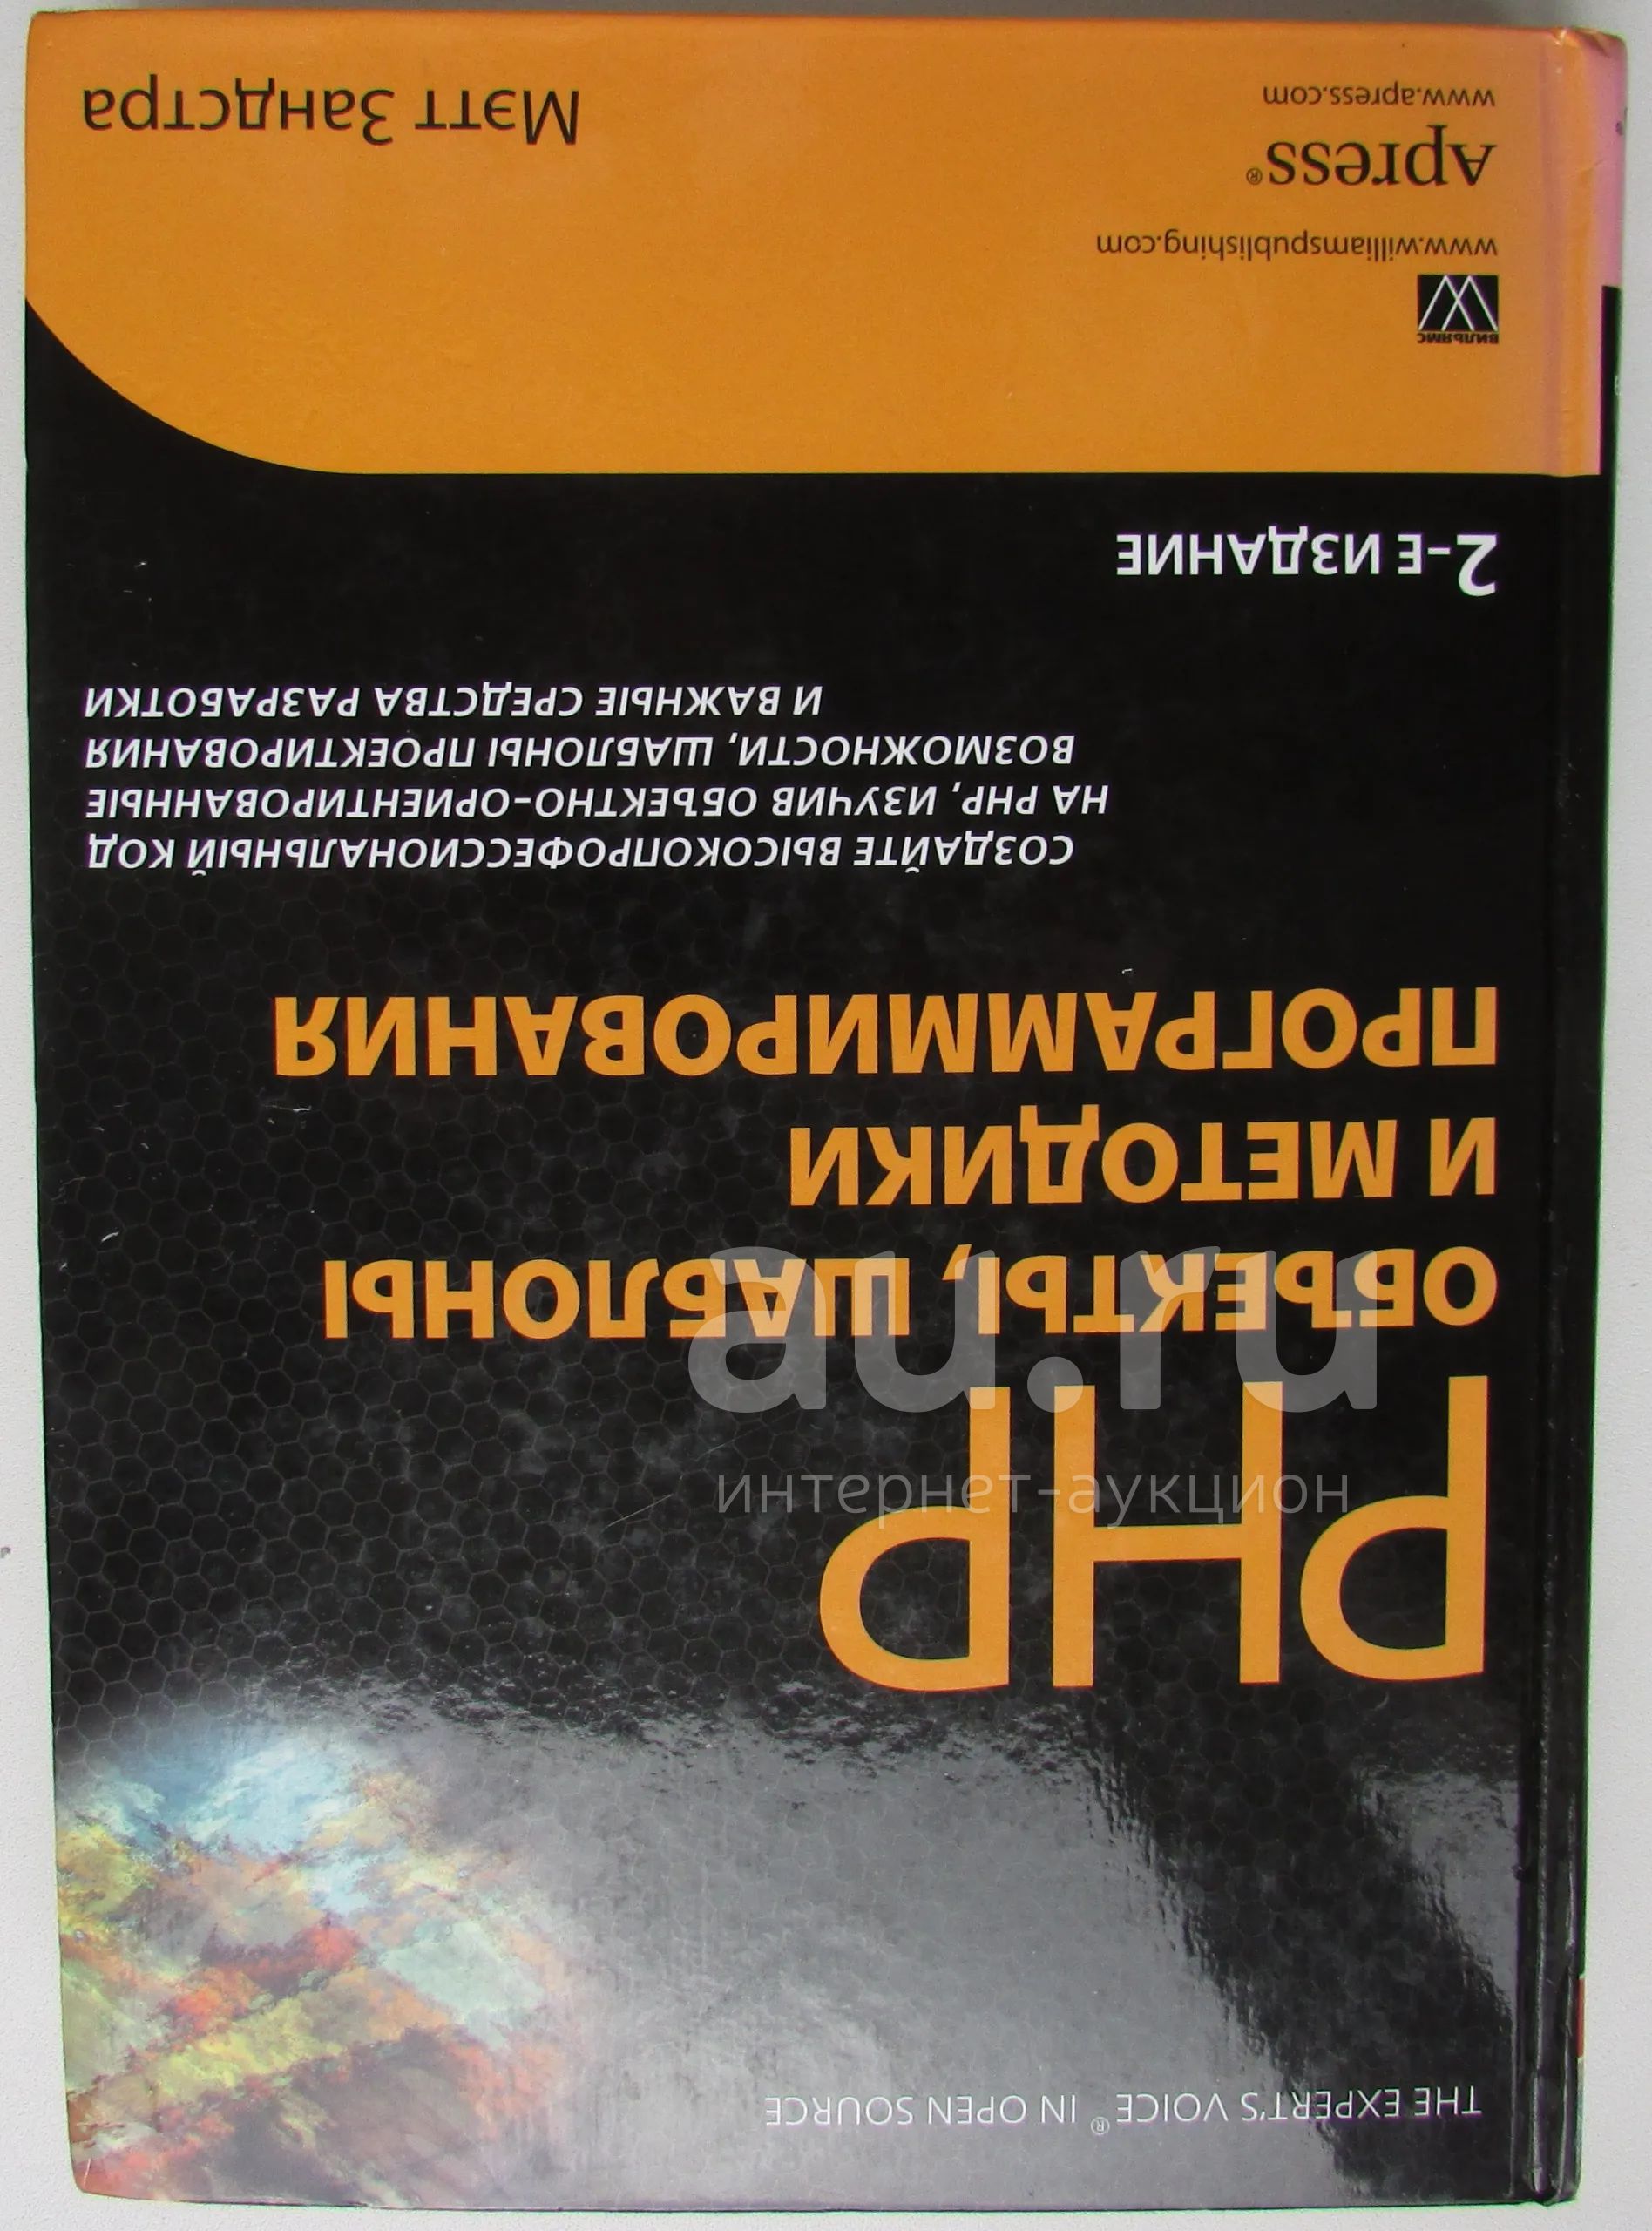 THE EXPERT'S VOICE® IN OPEN SOURCE
PHP
ОБЪЕКТЫ, ШАБЛОНЫ
И МЕТОДИКИ
ПРОГРАММИРОВАНИЯ
СОЗДАЙТЕ ВЫСОКОПРОФЕССИОНАЛЬНЫЙ КОД
НА PHP, ИЗУЧИВ ОБЪЕКТНО-ОРИЕНТИРОВАННЫЕ
ВОЗМОЖНОСТИ, ШАБЛОНЫ ПРОЕКТИРОВАНИЯ
И ВАЖНЫЕ СРЕДСТВА РАЗРАБОТКИ
2-Е ИЗДАНИЕ
ВИЛЬЯМС
www.williamspublishing.com
Apress®
www.apress.com
Мэтт Зандстра
au.ru
интернет-аукцион